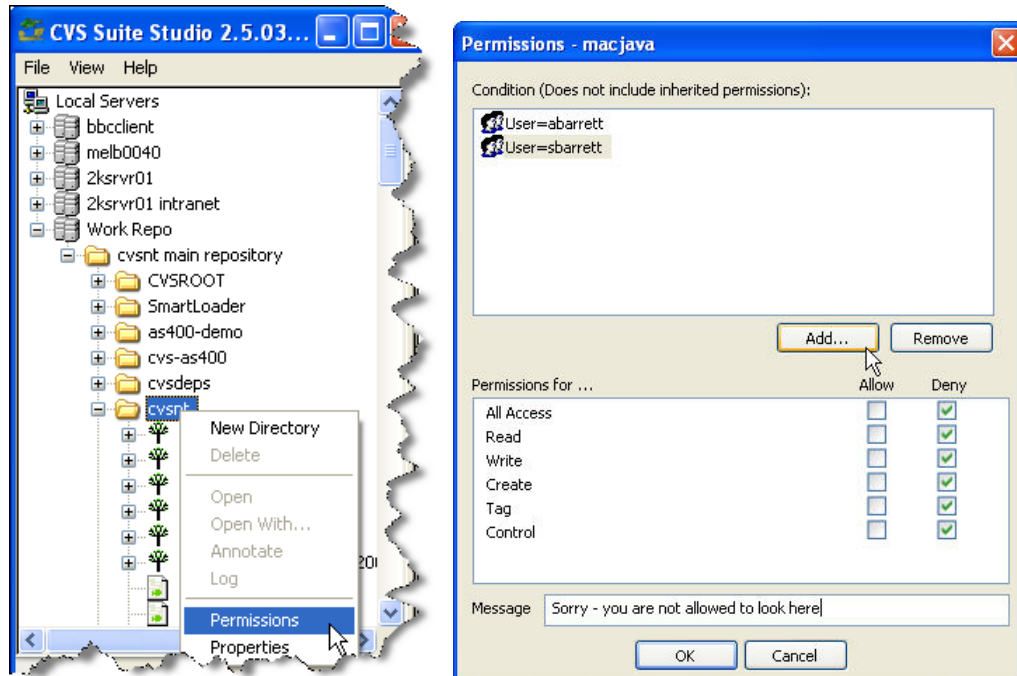 CVS Suite Studio 2.5.03...
File View Help
Local Servers
bbcclient
melb0040
2ksrvr01
2ksrvr01 intranet
Work Repo
cvsnt main repository
CVSROOT
SmartLoader
as400-demo
cvs-as400
cvsdeps
cvsnt
New Directory
Delete
Open
Open With...
Annotate
Log
Permissions
Properties
Permissions - macjava
Condition (Does not include inherited permissions):
User=abarrett
User=sbarrett
Add... Remove
Permissions for ... Allow Deny
All Access
Read
Write
Create
Tag
Control
Message Sorry - you are not allowed to look here
OK Cancel